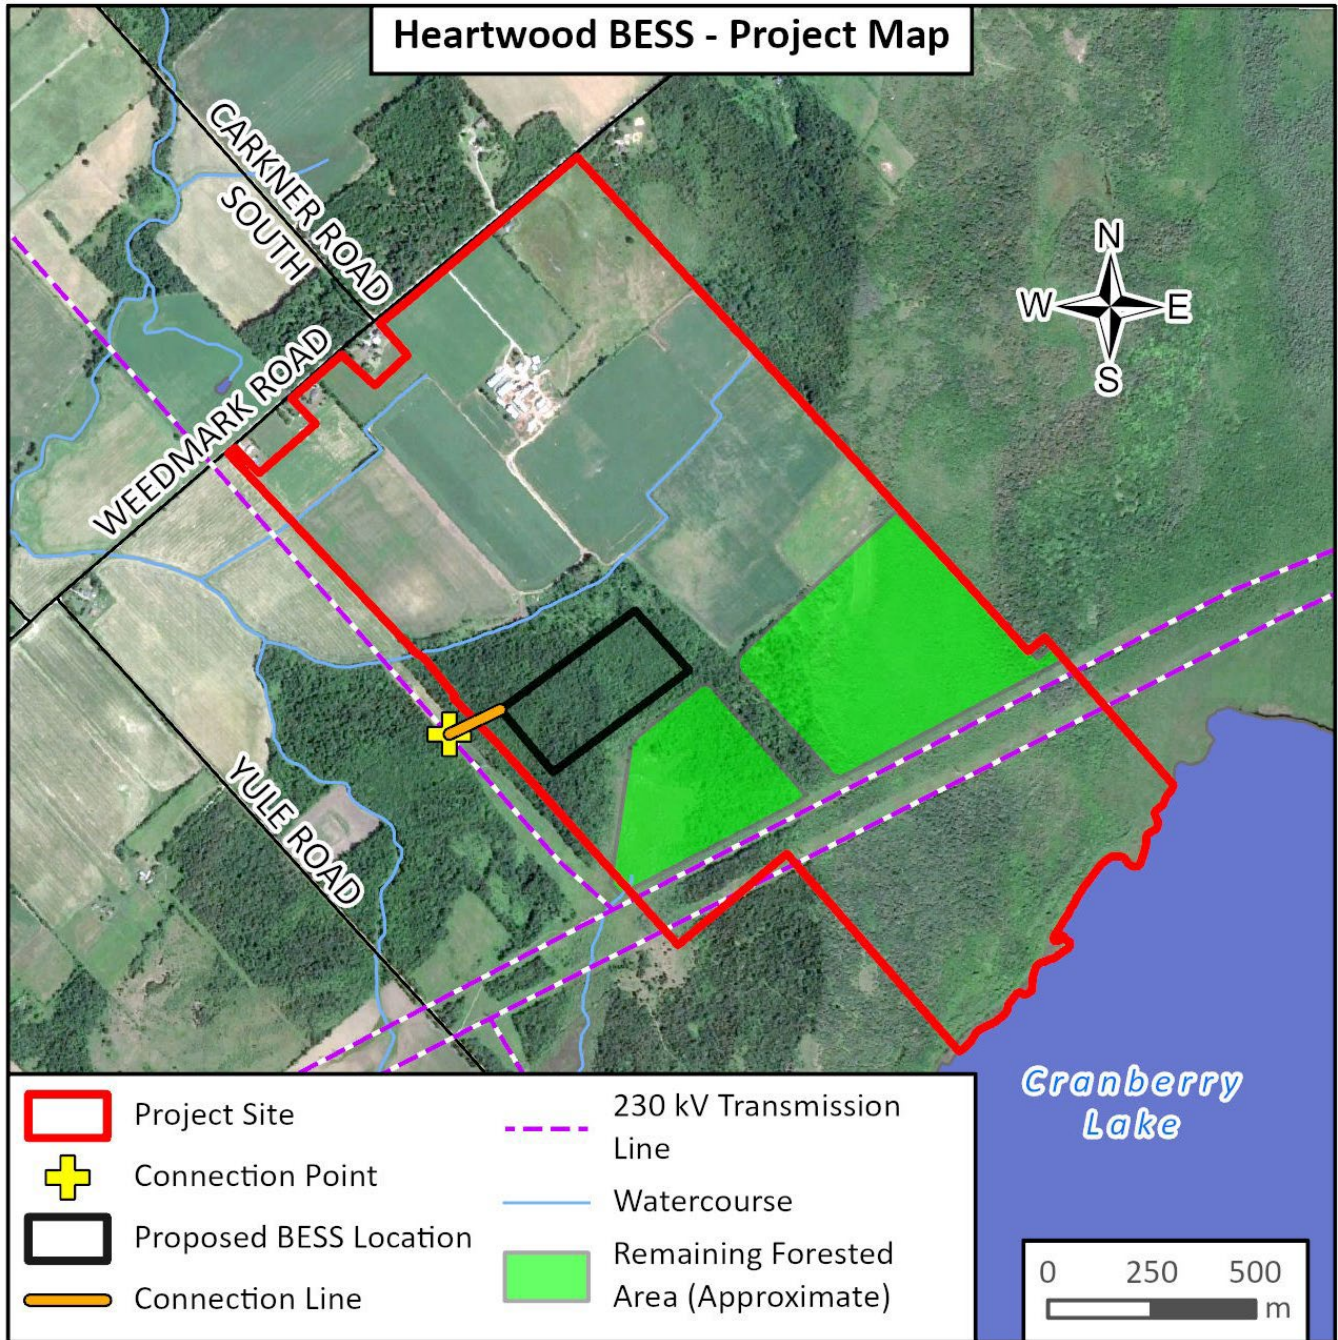 Heartwood BESS - Project Map
CARKNER ROAD
SOUTH
WEEDMARK ROAD
YULE ROAD
N
W
E
S
Cranberry
Lake
Project Site
Connection Point
Proposed BESS Location
Connection Line
230 kV Transmission
Line
Watercourse
Remaining Forested
Area (Approximate)
0 250 500
m